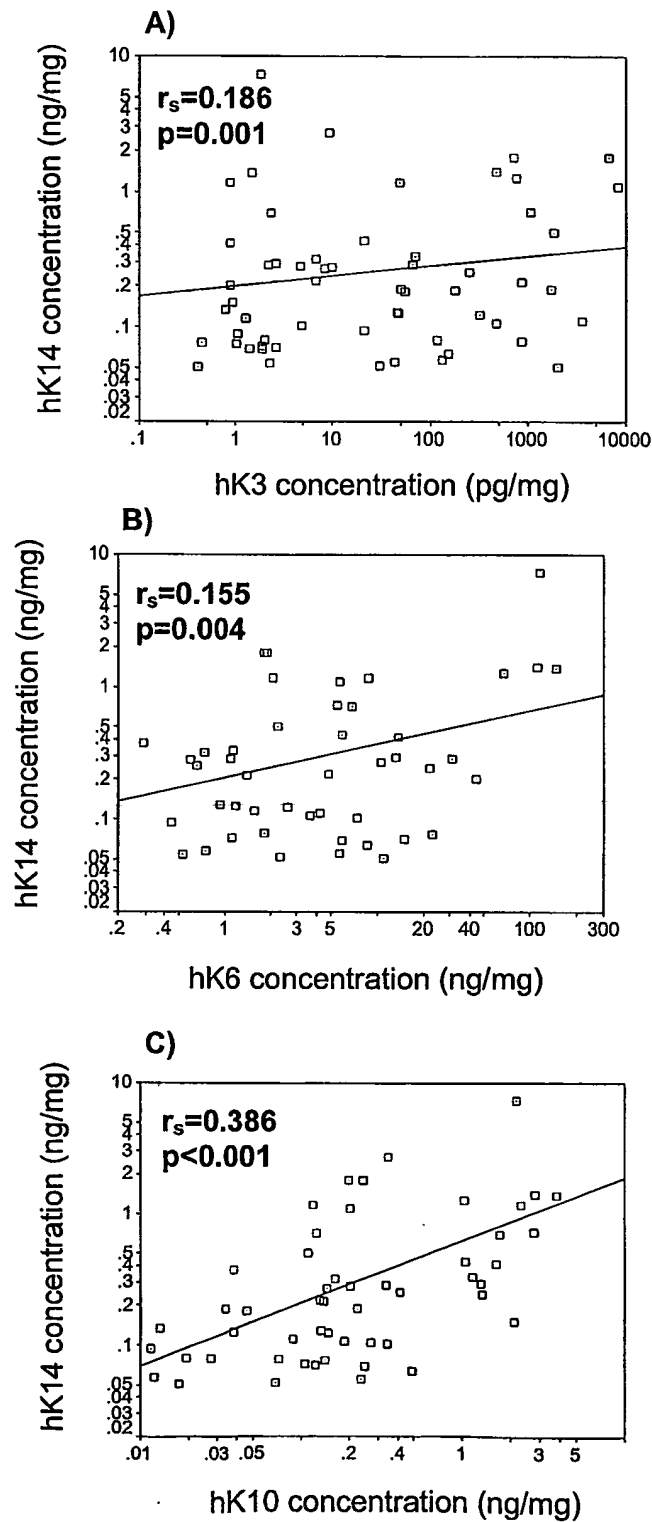 A)
r_s=0.186
p=0.001
hK14 concentration (ng/mg)
10
5
4
3
2
1
.5
.4
.3
.2
.1
.05
.04
.03
.02
.1 1 10 100 1000 10000
hK3 concentration (pg/mg)
B)
r_s=0.155
p=0.004
hK14 concentration (ng/mg)
10
5
4
3
2
1
.5
.4
.3
.2
.1
.05
.04
.03
.02
.2 .4 1 3 5 20 40 100 300
hK6 concentration (ng/mg)
C)
r_s=0.386
p<0.001
hK14 concentration (ng/mg)
10
5
4
3
2
1
.5
.4
.3
.2
.1
.05
.04
.03
.02
.01 .03 .05 .2 .4 1 3 5
hK10 concentration (ng/mg)